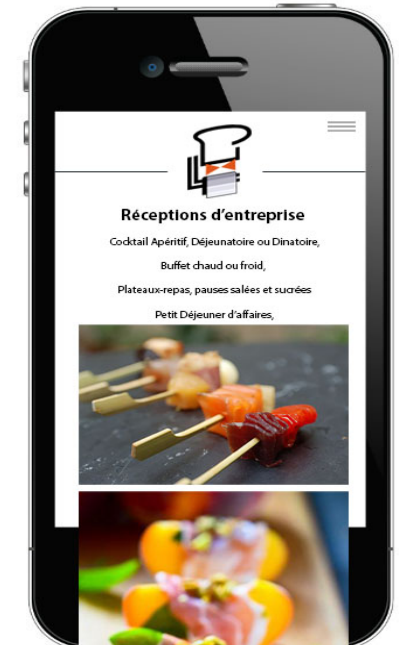 Réceptions d'entreprise
Cocktail Apéritif, Déjeunatoire ou Dinatoire,
Buffet chaud ou froid,
Plateaux-repas, pauses salées et sucrées
Petit Déjeuner d'affaires,